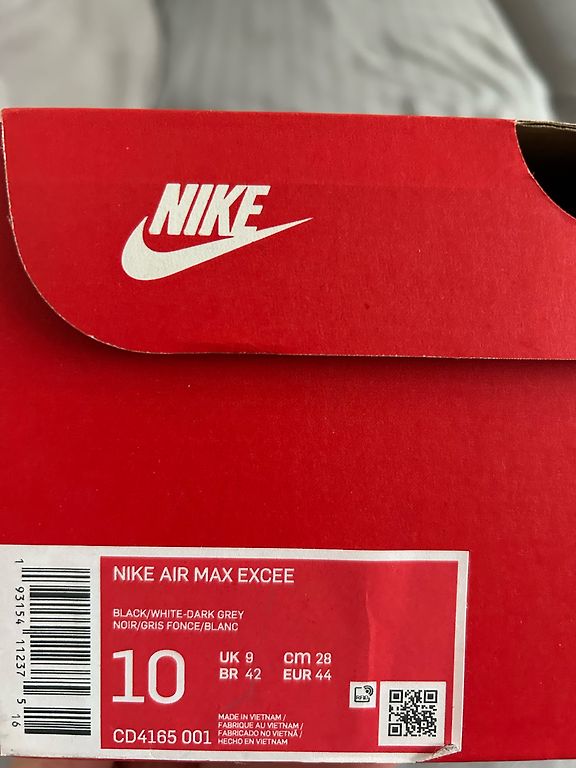 NIKE
NIKE AIR MAX EXCEE
BLACK/WHITE-DARK GREY
NOIR/GRIS FONCE/BLANC
10
UK 9 cm 28
BR 42 EUR 44
RFID
CD4165 001
MADE IN VIETNAM /
FABRIQUE AU VIETNAM /
FABRICADO NO VIETNÃ /
HECHO EN VIETNAM
1 93154 11237 5 16